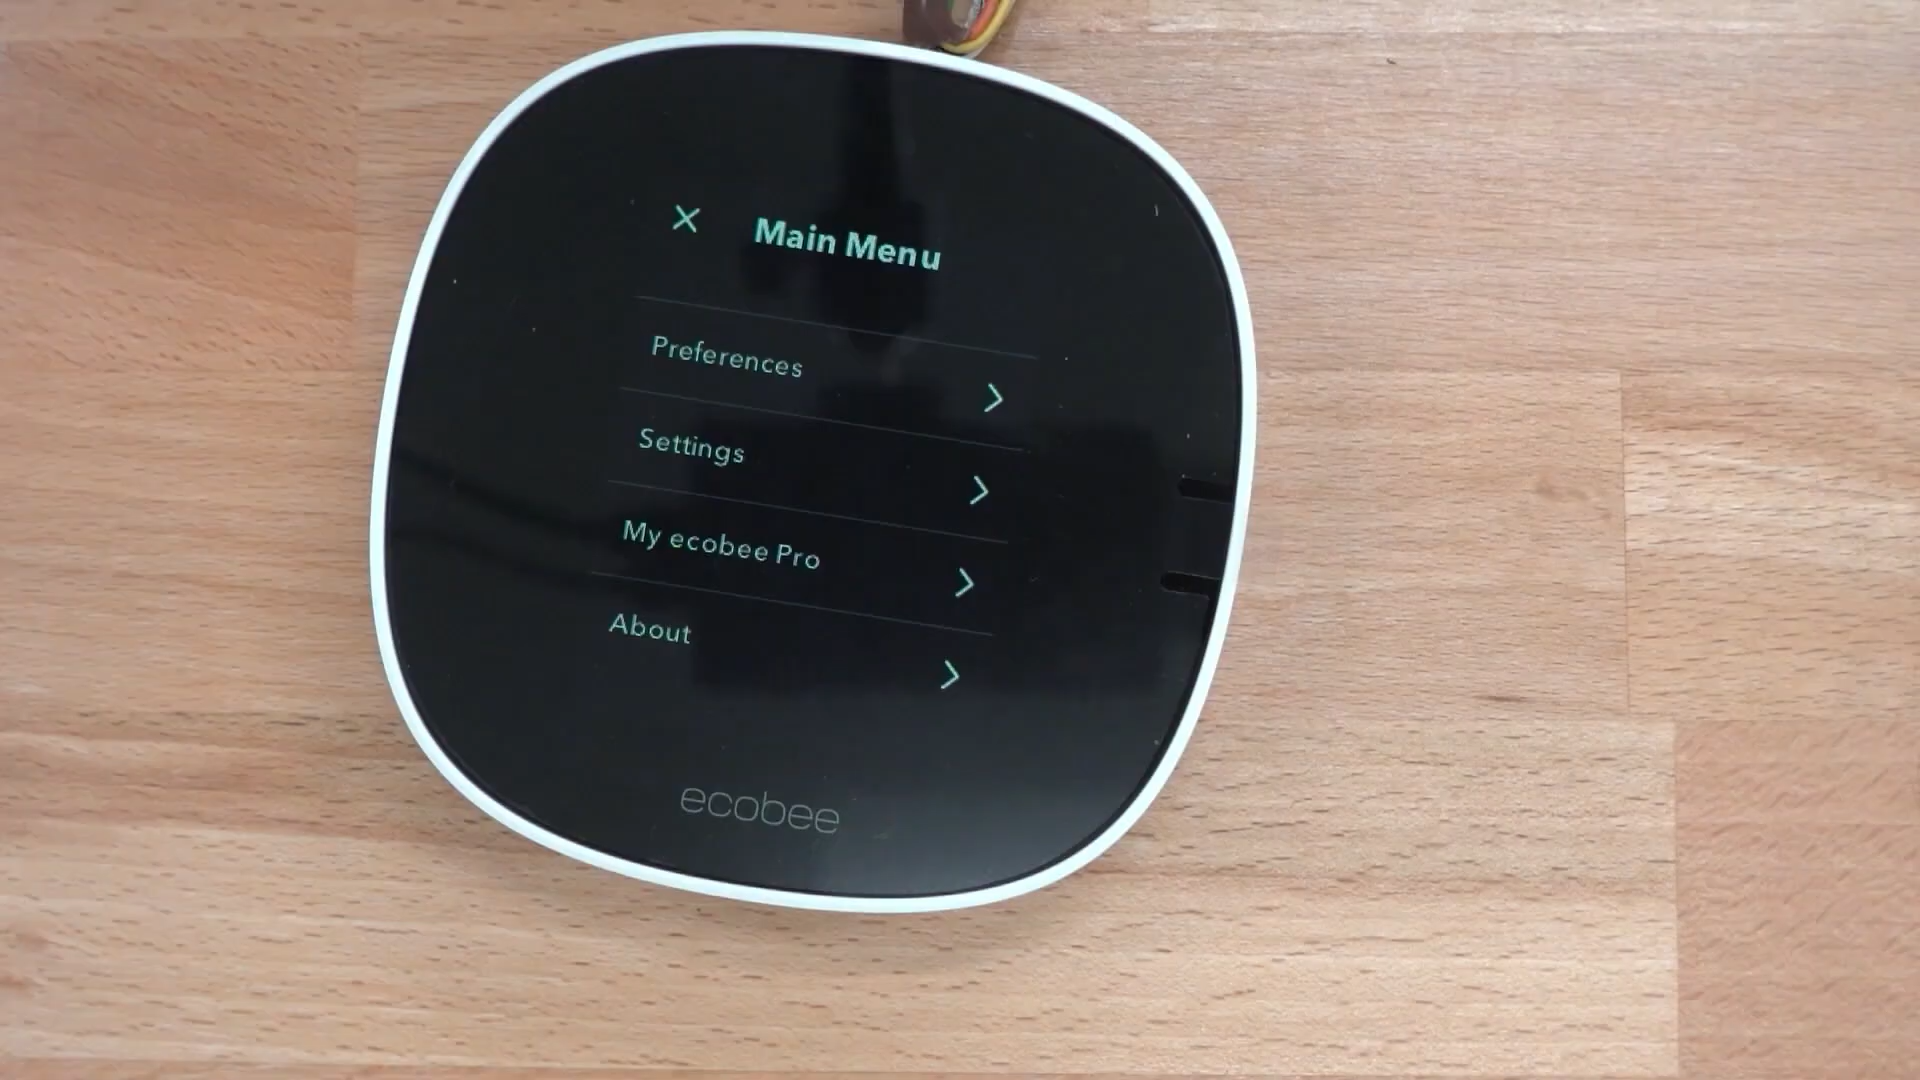 Main Menu
Preferences
Settings
My ecobee Pro
About
ecobee